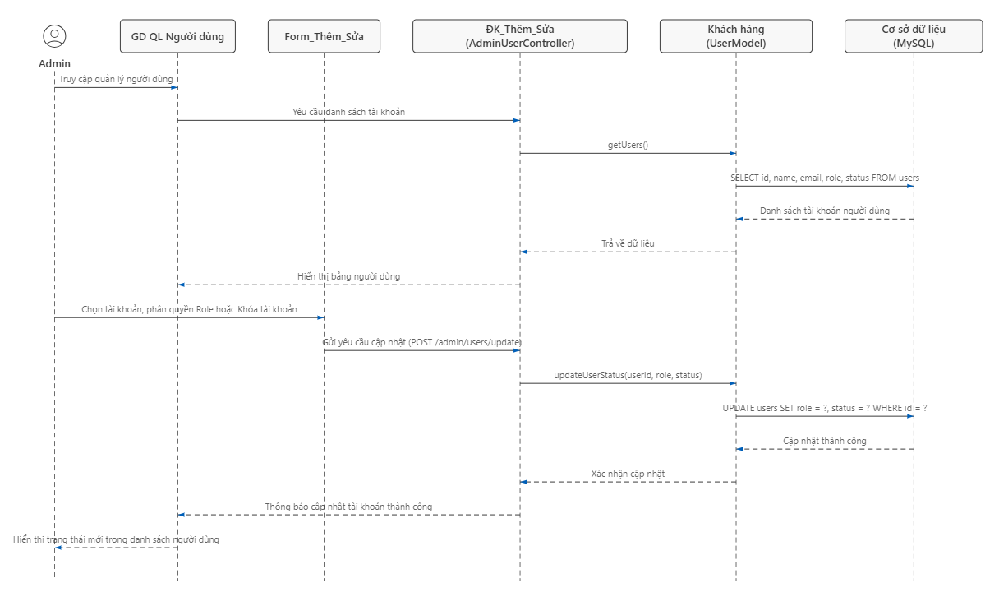 Admin
GD QL Người dùng
Form_Thêm_Sửa
ĐK_Thêm_Sửa
(AdminUserController)
Khách hàng
(UserModel)
Cơ sở dữ liệu
(MySQL)
Truy cập quản lý người dùng
Yêu cầu danh sách tài khoản
getUsers()
SELECT id, name, email, role, status FROM users
Danh sách tài khoản người dùng
Trả về dữ liệu
Hiển thị bảng người dùng
Chọn tài khoản, phân quyền Role hoặc Khóa tài khoản
Gửi yêu cầu cập nhật (POST /admin/users/update)
updateUserStatus(userId, role, status)
UPDATE users SET role = ?, status = ? WHERE id = ?
Cập nhật thành công
Xác nhận cập nhật
Thông báo cập nhật tài khoản thành công
Hiển thị trạng thái mới trong danh sách người dùng